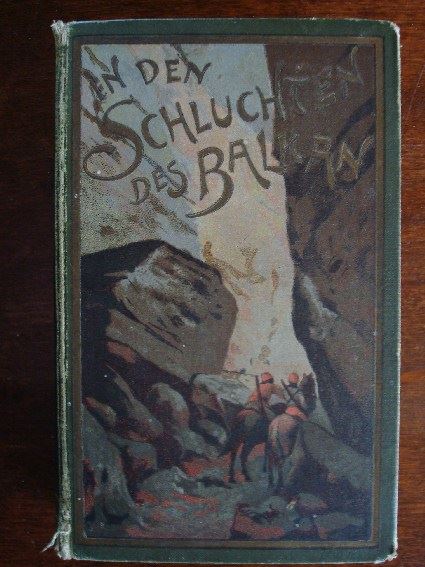 IN DEN
SCHLUCHTEN
DES BALKAN